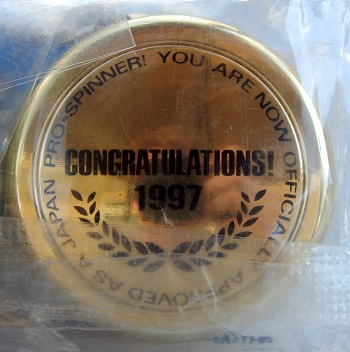 CONGRATULATIONS!
1997
YOU ARE NOW OFFICIALLY APPROVED AS A JAPAN PRO-SPINNER!